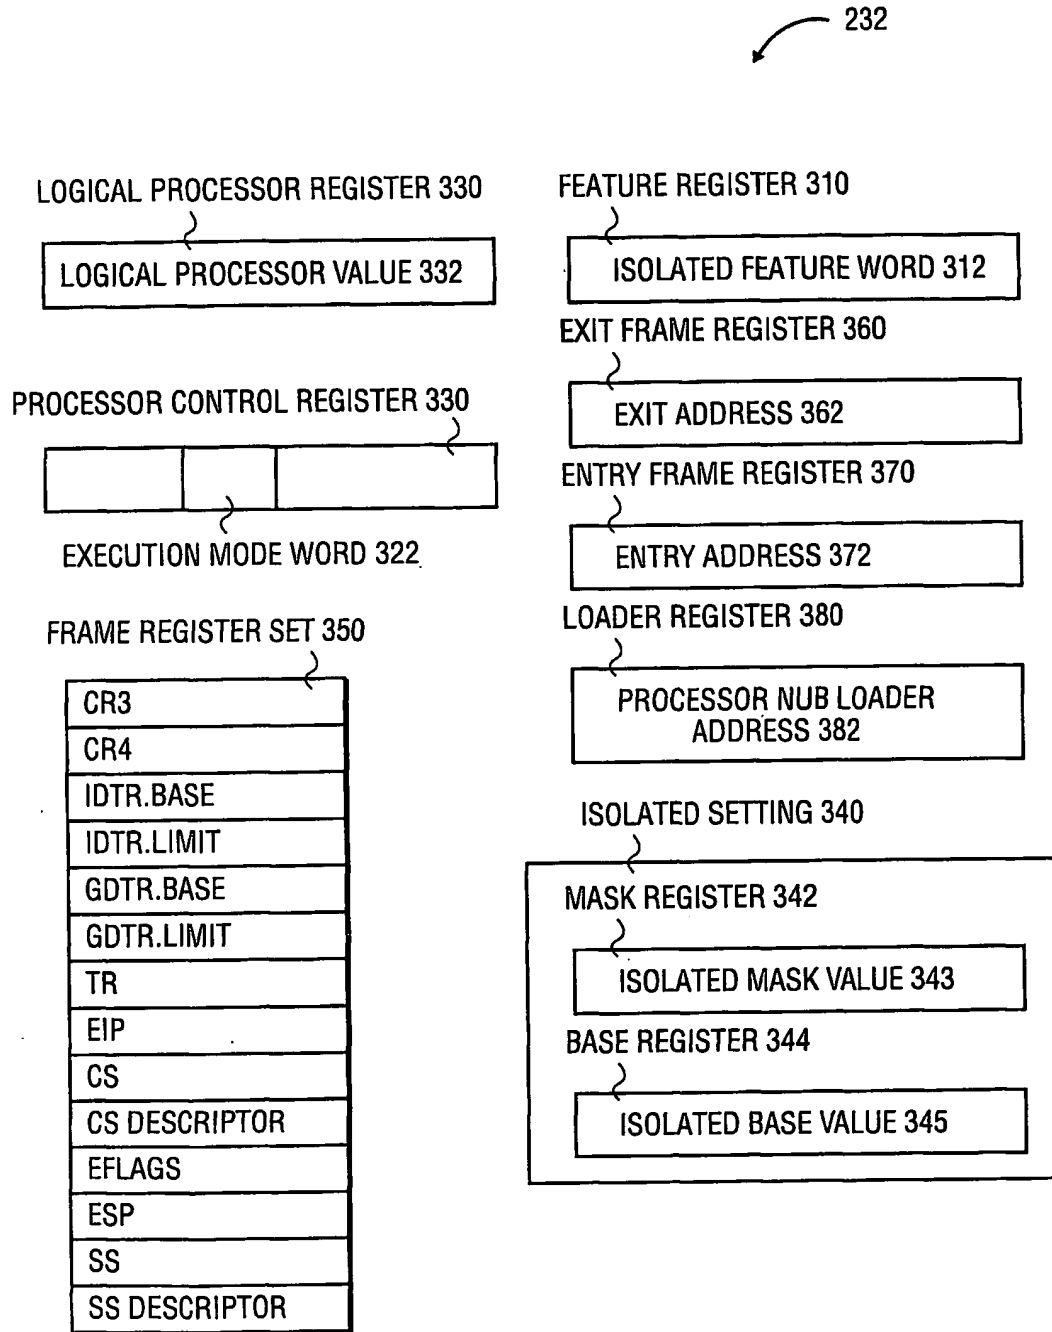 232
LOGICAL PROCESSOR REGISTER 330
LOGICAL PROCESSOR VALUE 332
PROCESSOR CONTROL REGISTER 330
EXECUTION MODE WORD 322
FRAME REGISTER SET 350
CR3
CR4
IDTR.BASE
IDTR.LIMIT
GDTR.BASE
GDTR.LIMIT
TR
EIP
CS
CS DESCRIPTOR
EFLAGS
ESP
SS
SS DESCRIPTOR
FEATURE REGISTER 310
ISOLATED FEATURE WORD 312
EXIT FRAME REGISTER 360
EXIT ADDRESS 362
ENTRY FRAME REGISTER 370
ENTRY ADDRESS 372
LOADER REGISTER 380
PROCESSOR NUB LOADER
ADDRESS 382
ISOLATED SETTING 340
MASK REGISTER 342
ISOLATED MASK VALUE 343
BASE REGISTER 344
ISOLATED BASE VALUE 345